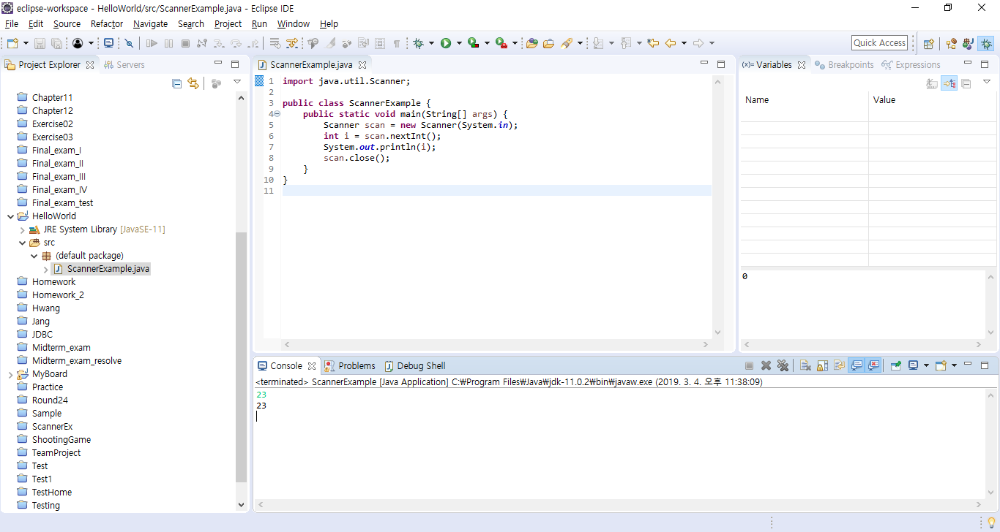 eclipse-workspace - HelloWorld/src/ScannerExample.java - Eclipse IDE
File Edit Source Refactor Navigate Search Project Run Window Help
Quick Access
Project Explorer Servers
Chapter11
Chapter12
Exercise02
Exercise03
Final_exam_I
Final_exam_II
Final_exam_III
Final_exam_IV
Final_exam_test
HelloWorld
JRE System Library [JavaSE-11]
src
(default package)
ScannerExample.java
Homework
Homework_2
Hwang
Jang
JDBC
Midterm_exam
Midterm_exam_resolve
MyBoard
Practice
Round24
Sample
ScannerEx
ShootingGame
TeamProject
Test
Test1
TestHome
Testing
ScannerExample.java
1 import java.util.Scanner;
2
3 public class ScannerExample {
4 public static void main(String[] args) {
5 Scanner scan = new Scanner(System.in);
6 int i = scan.nextInt();
7 System.out.println(i);
8 scan.close();
9 }
10 }
11
(x)= Variables Breakpoints Expressions
Name Value
0
Console Problems Debug Shell
<terminated> ScannerExample [Java Application] C:₩Program Files₩Java₩jdk-11.0.2₩bin₩javaw.exe (2019. 3. 4. 오후 11:38:09)
23
23